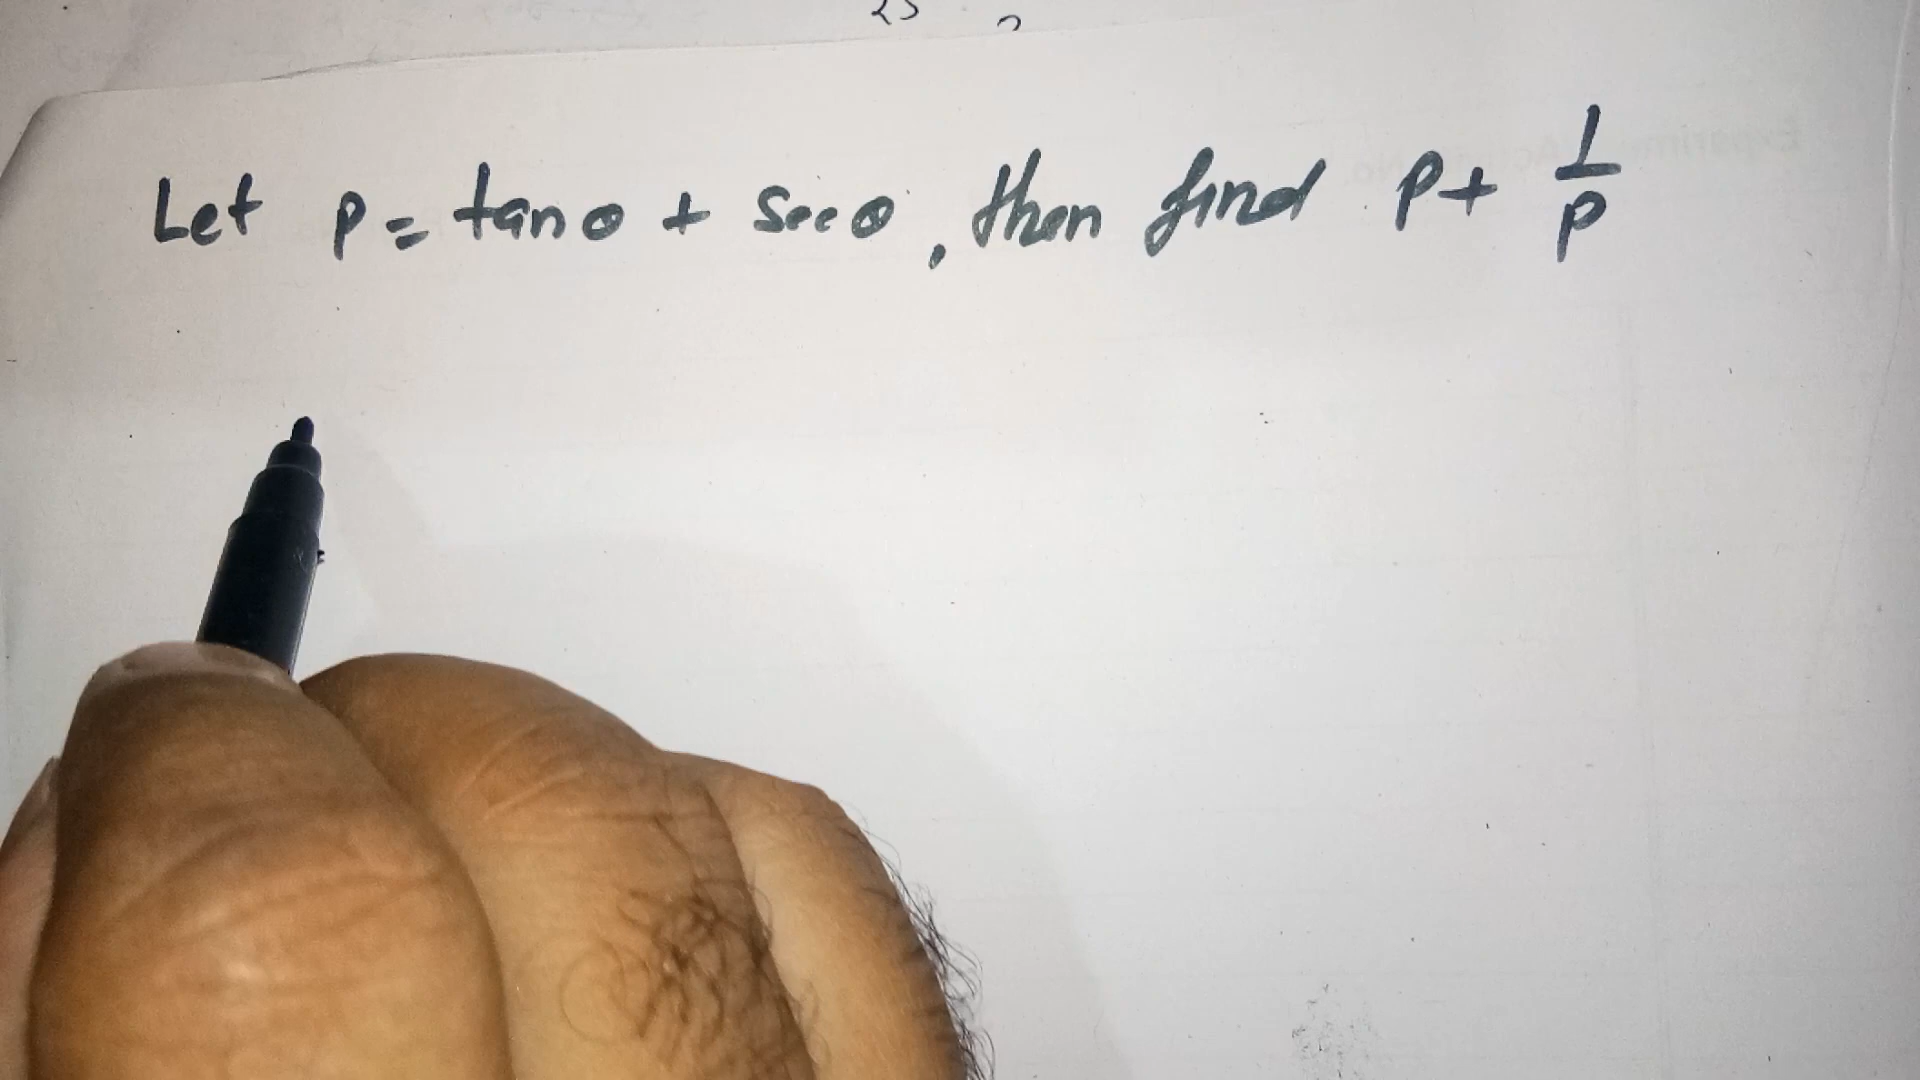 Let p = tanθ + secθ, then find p + 1/p